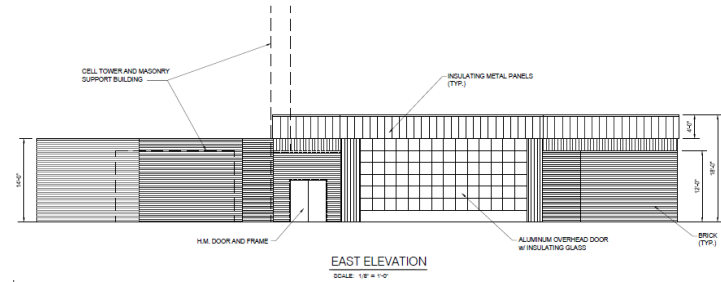 CELL TOWER AND MASONRY
SUPPORT BUILDING
INSULATING METAL PANELS
(TYP.)
4'-0"
14'-0"
12'-0"
18'-0"
H.M. DOOR AND FRAME
ALUMINUM OVERHEAD DOOR
w/ INSULATING GLASS
BRICK
(TYP.)
EAST ELEVATION
SCALE: 1/8" = 1'-0"